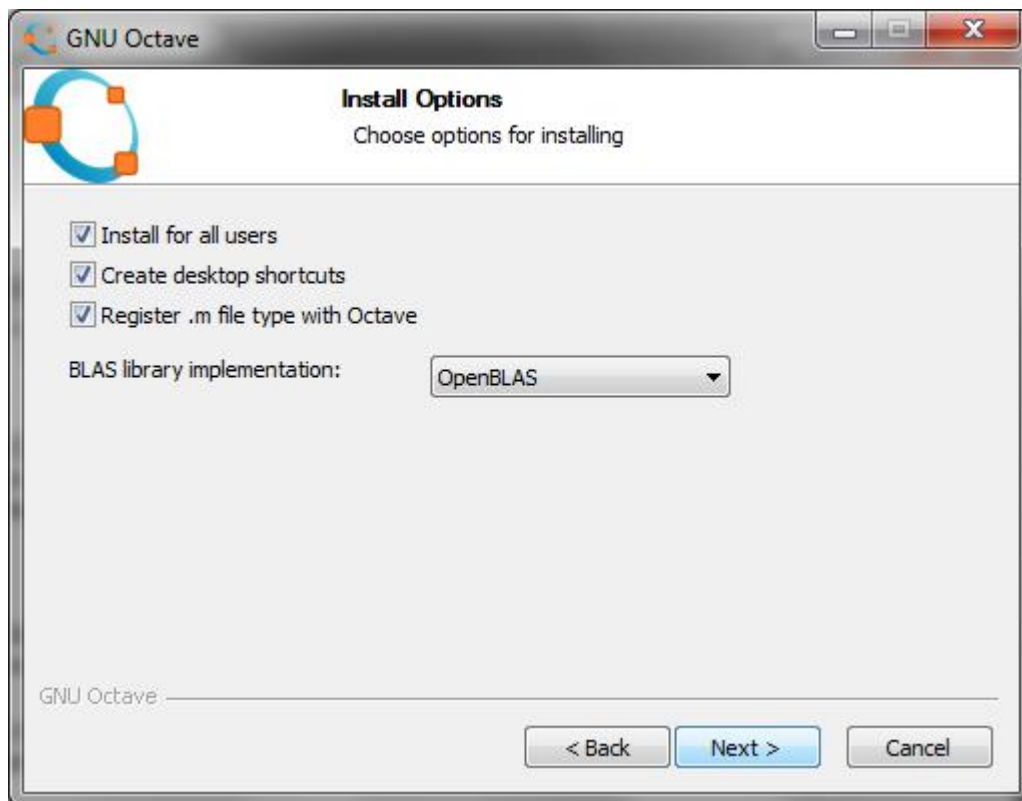 GNU Octave
Install Options
Choose options for installing
Install for all users
Create desktop shortcuts
Register .m file type with Octave
BLAS library implementation: OpenBLAS
GNU Octave
< Back Next > Cancel